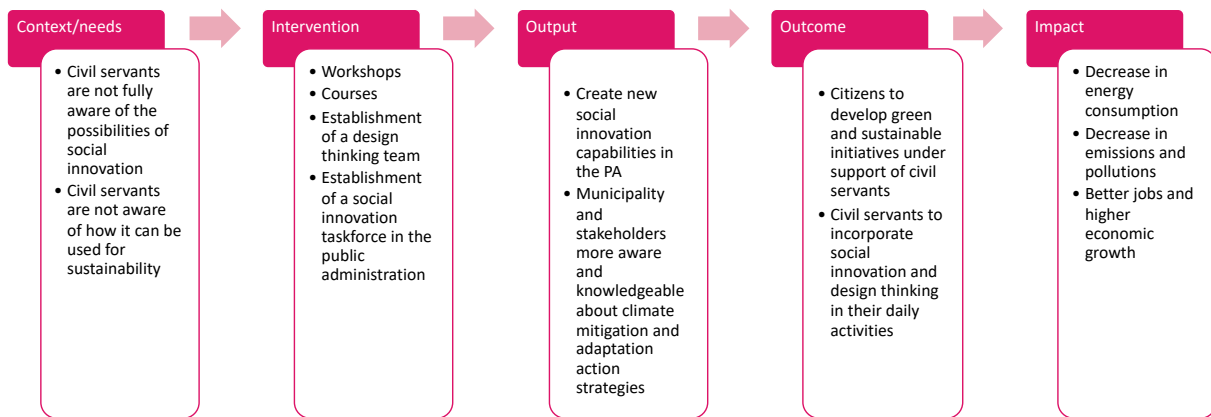 Context/needs
• Civil servants
are not fully
aware of the
possibilities of
social
innovation
• Civil servants
are not aware
of how it can be
used for
sustainability
Intervention
• Workshops
• Courses
• Establishment
of a design
thinking team
• Establishment
of a social
innovation
taskforce in the
public
administration
Output
• Create new
social
innovation
capabilities in
the PA
• Municipality
and
stakeholders
more aware
and
knowledgeable
about climate
mitigation and
adaptation
action
strategies
Outcome
• Citizens to
develop green
and sustainable
initiatives under
support of civil
servants
• Civil servants to
incorporate
social
innovation and
design thinking
in their daily
activities
Impact
• Decrease in
energy
consumption
• Decrease in
emissions and
pollutions
• Better jobs and
higher
economic
growth